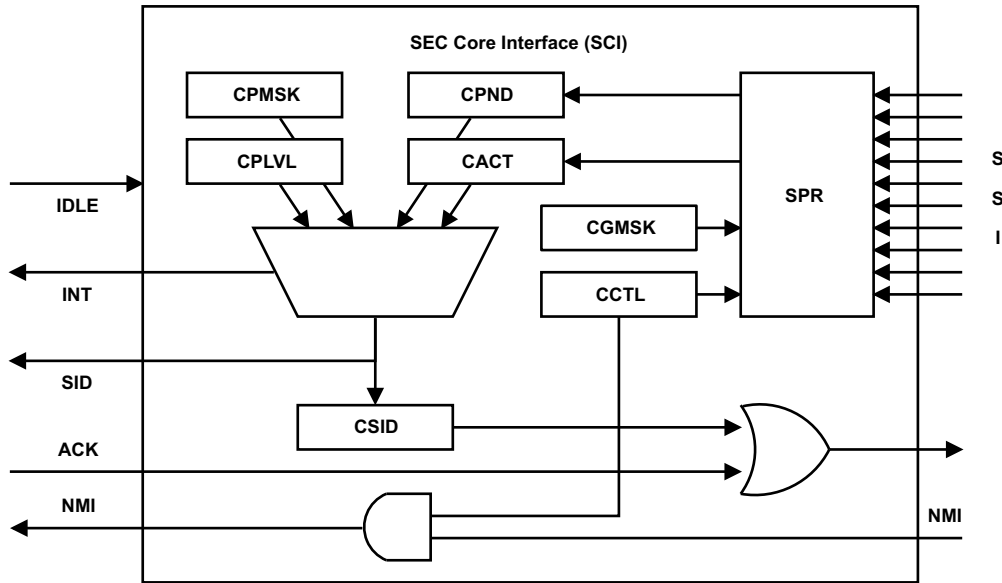 SEC Core Interface (SCI)
CPMSK
CPND
CPLVL
CACT
SPR
S
S
I
IDLE
CGMSK
INT
CCTL
SID
CSID
ACK
NMI
NMI